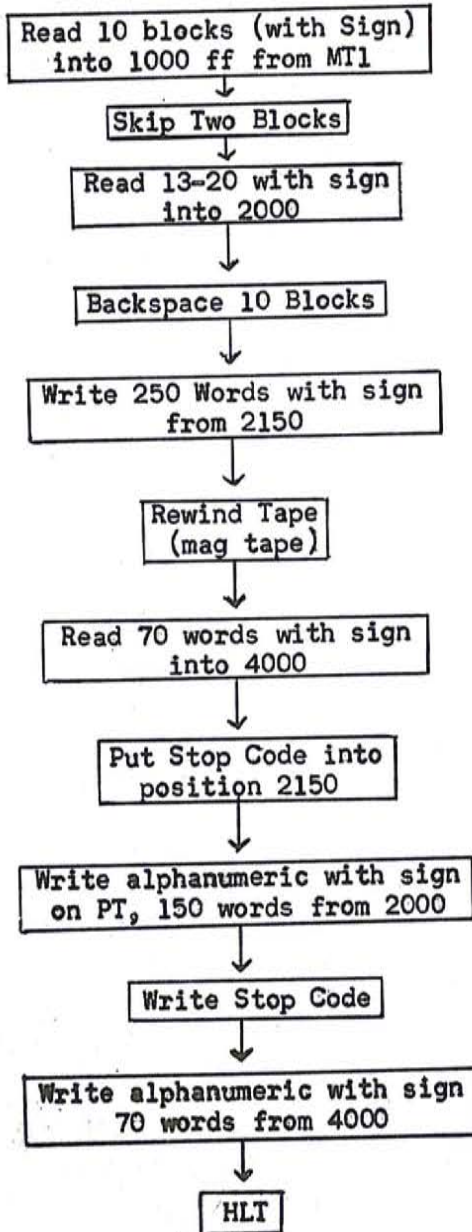 Read 10 blocks (with Sign)
into 1000 ff from MT1
Skip Two Blocks
Read 13-20 with sign
into 2000
Backspace 10 Blocks
Write 250 Words with sign
from 2150
Rewind Tape
(mag tape)
Read 70 words with sign
into 4000
Put Stop Code into
position 2150
Write alphanumeric with sign
on PT, 150 words from 2000
Write Stop Code
Write alphanumeric with sign
70 words from 4000
HLT